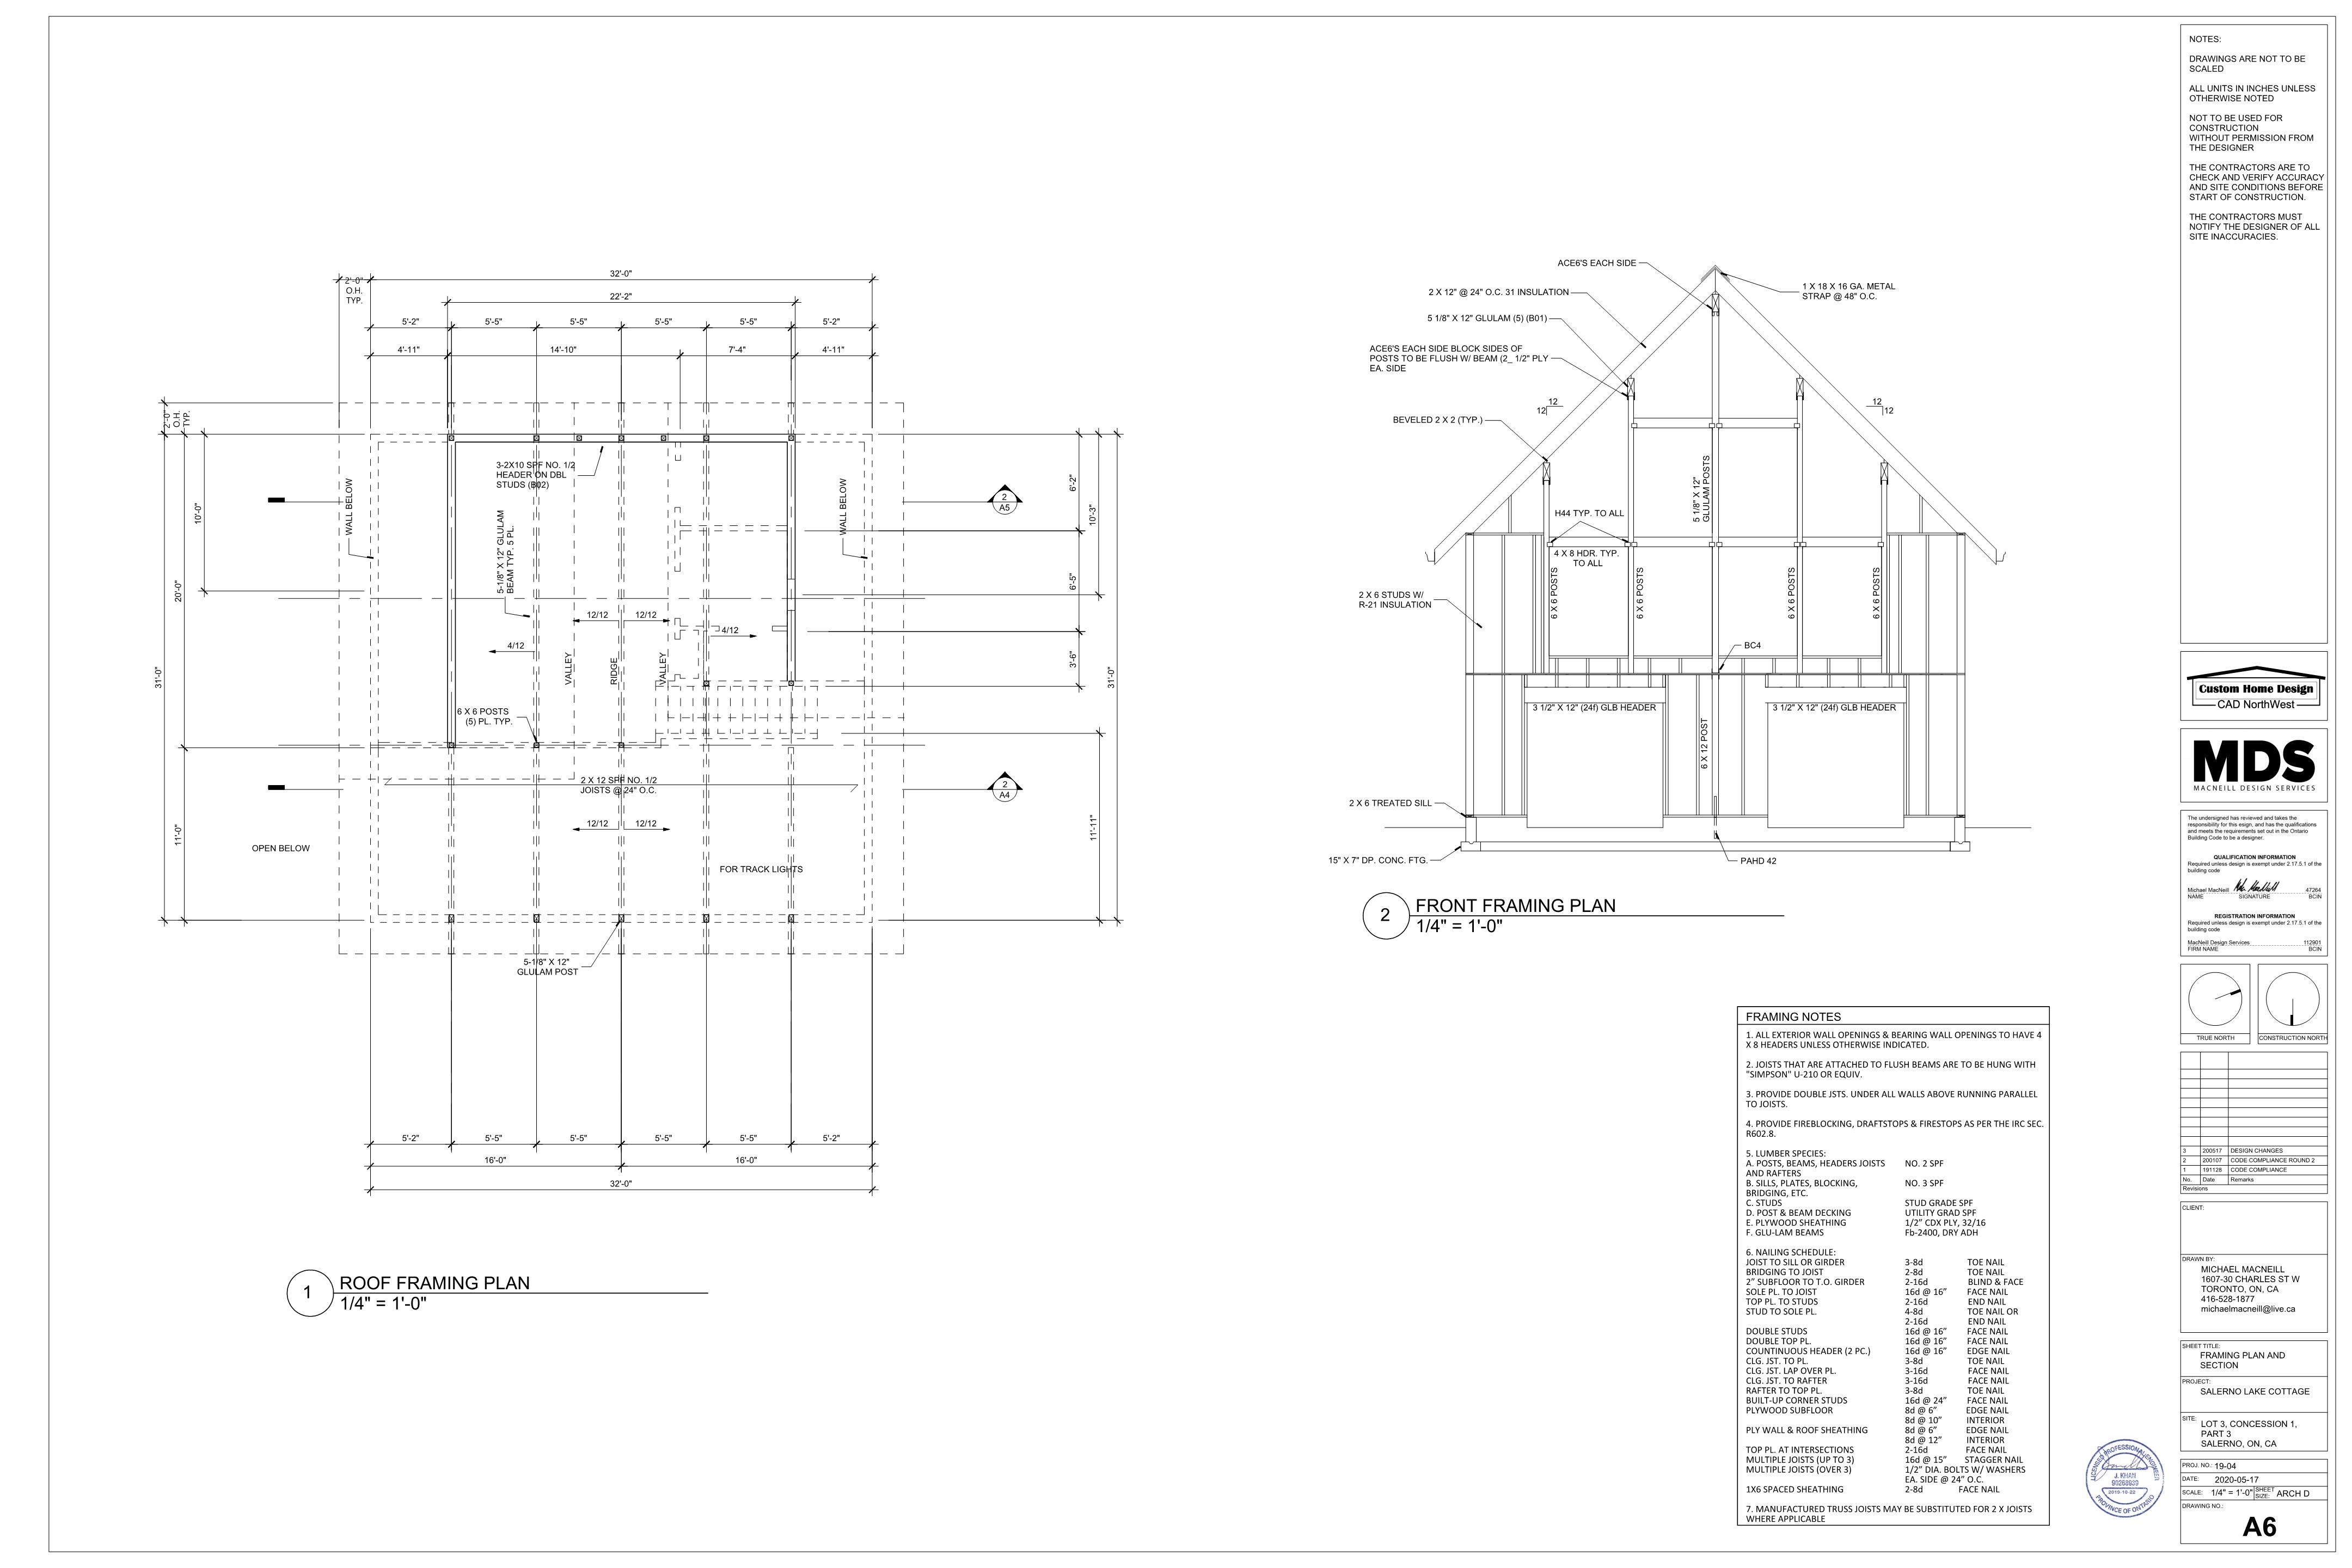 32'-0"
2'-0"
O.H.
TYP.
22'-2"
5'-2"
5'-5"
5'-5"
5'-5"
5'-5"
5'-2"
4'-11"
14'-10"
7'-4"
4'-11"
2'-0"
O.H.
TYP.
3-2X10 SPF NO. 1/2
HEADER ON DBL
STUDS (B02)
WALL BELOW
WALL BELOW
5-1/8" X 12" GLULAM
BEAM TYP. 5 PL.
10'-0"
20'-0"
31'-0"
11'-0"
6'-2"
10'-3"
6'-5"
3'-6"
31'-0"
11'-11"
2
A5
12/12
12/12
4/12
4/12
VALLEY
RIDGE
VALLEY
6 X 6 POSTS
(5) PL. TYP.
2 X 12 SPF NO. 1/2
JOISTS @ 24" O.C.
2
A4
12/12
12/12
OPEN BELOW
FOR TRACK LIGHTS
5-1/8" X 12"
GLULAM POST
5'-2"
5'-5"
5'-5"
5'-5"
5'-5"
5'-2"
16'-0"
16'-0"
32'-0"
1
ROOF FRAMING PLAN
1/4" = 1'-0"
ACE6'S EACH SIDE
1 X 18 X 16 GA. METAL
STRAP @ 48" O.C.
2 X 12" @ 24" O.C. 31 INSULATION
5 1/8" X 12" GLULAM (5) (B01)
ACE6'S EACH SIDE BLOCK SIDES OF
POSTS TO BE FLUSH W/ BEAM (2_ 1/2" PLY
EA. SIDE
12
12
12
12
BEVELED 2 X 2 (TYP.)
5 1/8" X 12"
GLULAM POSTS
H44 TYP. TO ALL
4 X 8 HDR. TYP.
TO ALL
6 X 6 POSTS
6 X 6 POSTS
6 X 6 POSTS
6 X 6 POSTS
2 X 6 STUDS W/
R-21 INSULATION
BC4
3 1/2" X 12" (24f) GLB HEADER
3 1/2" X 12" (24f) GLB HEADER
6 X 12 POST
2 X 6 TREATED SILL
15" X 7" DP. CONC. FTG.
PAHD 42
2
FRONT FRAMING PLAN
1/4" = 1'-0"
FRAMING NOTES
1. ALL EXTERIOR WALL OPENINGS & BEARING WALL OPENINGS TO HAVE 4
X 8 HEADERS UNLESS OTHERWISE INDICATED.
2. JOISTS THAT ARE ATTACHED TO FLUSH BEAMS ARE TO BE HUNG WITH
"SIMPSON" U-210 OR EQUIV.
3. PROVIDE DOUBLE JSTS. UNDER ALL WALLS ABOVE RUNNING PARALLEL
TO JOISTS.
4. PROVIDE FIREBLOCKING, DRAFTSTOPS & FIRESTOPS AS PER THE IRC SEC.
R602.8.
5. LUMBER SPECIES:
A. POSTS, BEAMS, HEADERS JOISTS NO. 2 SPF
AND RAFTERS
B. SILLS, PLATES, BLOCKING, NO. 3 SPF
BRIDGING, ETC.
C. STUDS STUD GRADE SPF
D. POST & BEAM DECKING UTILITY GRAD SPF
E. PLYWOOD SHEATHING 1/2" CDX PLY, 32/16
F. GLU-LAM BEAMS Fb-2400, DRY ADH
6. NAILING SCHEDULE:
JOIST TO SILL OR GIRDER 3-8d TOE NAIL
BRIDGING TO JOIST 2-8d TOE NAIL
2" SUBFLOOR TO T.O. GIRDER 2-16d BLIND & FACE
SOLE PL. TO JOIST 16d @ 16" FACE NAIL
TOP PL. TO STUDS 2-16d END NAIL
STUD TO SOLE PL. 4-8d TOE NAIL OR
2-16d END NAIL
DOUBLE STUDS 16d @ 16" FACE NAIL
DOUBLE TOP PL. 16d @ 16" FACE NAIL
COUNTINUOUS HEADER (2 PC.) 16d @ 16" EDGE NAIL
CLG. JST. TO PL. 3-8d TOE NAIL
CLG. JST. LAP OVER PL. 3-16d FACE NAIL
CLG. JST. TO RAFTER 3-16d FACE NAIL
RAFTER TO TOP PL. 3-8d TOE NAIL
BUILT-UP CORNER STUDS 16d @ 24" FACE NAIL
PLYWOOD SUBFLOOR 8d @ 6" EDGE NAIL
8d @ 10" INTERIOR
PLY WALL & ROOF SHEATHING 8d @ 6" EDGE NAIL
8d @ 12" INTERIOR
TOP PL. AT INTERSECTIONS 2-16d FACE NAIL
MULTIPLE JOISTS (UP TO 3) 16d @ 15" STAGGER NAIL
MULTIPLE JOISTS (OVER 3) 1/2" DIA. BOLTS W/ WASHERS
EA. SIDE @ 24" O.C.
1X6 SPACED SHEATHING 2-8d FACE NAIL
7. MANUFACTURED TRUSS JOISTS MAY BE SUBSTITUTED FOR 2 X JOISTS
WHERE APPLICABLE
LICENSED PROFESSIONAL ENGINEER
J. KHAN
2019-10-22
PROVINCE OF ONTARIO
NOTES:
DRAWINGS ARE NOT TO BE
SCALED
ALL UNITS IN INCHES UNLESS
OTHERWISE NOTED
NOT TO BE USED FOR
CONSTRUCTION
WITHOUT PERMISSION FROM
THE DESIGNER
THE CONTRACTORS ARE TO
CHECK AND VERIFY ACCURACY
AND SITE CONDITIONS BEFORE
START OF CONSTRUCTION.
THE CONTRACTORS MUST
NOTIFY THE DESIGNER OF ALL
SITE INACCURACIES.
Custom Home Design
CAD NorthWest
MDS
MACNEILL DESIGN SERVICES
The undersigned has reviewed and takes the
responsibility for this esign, and has the qualifications
and meets the requirements set out in the Ontario
Building Code to be a designer.
QUALIFICATION INFORMATION
Required unless design is exempt under 2.17.5.1 of the
building code
Michael MacNeill 47264
NAME SIGNATURE BCIN
REGISTRATION INFORMATION
Required unless design is exempt under 2.17.5.1 of the
building code
MacNeill Design Services 112901
FIRM NAME BCIN
TRUE NORTH
CONSTRUCTION NORTH
3 200517 DESIGN CHANGES
2 200107 CODE COMPLIANCE ROUND 2
1 191128 CODE COMPLIANCE
No. Date Remarks
Revisions
CLIENT:
DRAWN BY:
MICHAEL MACNEILL
1607-30 CHARLES ST W
TORONTO, ON, CA
416-528-1877
michaelmacneill@live.ca
SHEET TITLE:
FRAMING PLAN AND
SECTION
PROJECT:
SALERNO LAKE COTTAGE
SITE:
LOT 3, CONCESSION 1,
PART 3
SALERNO, ON, CA
PROJ. NO.: 19-04
DATE: 2020-05-17
SCALE: 1/4" = 1'-0" SHEET SIZE: ARCH D
DRAWING NO.:
A6